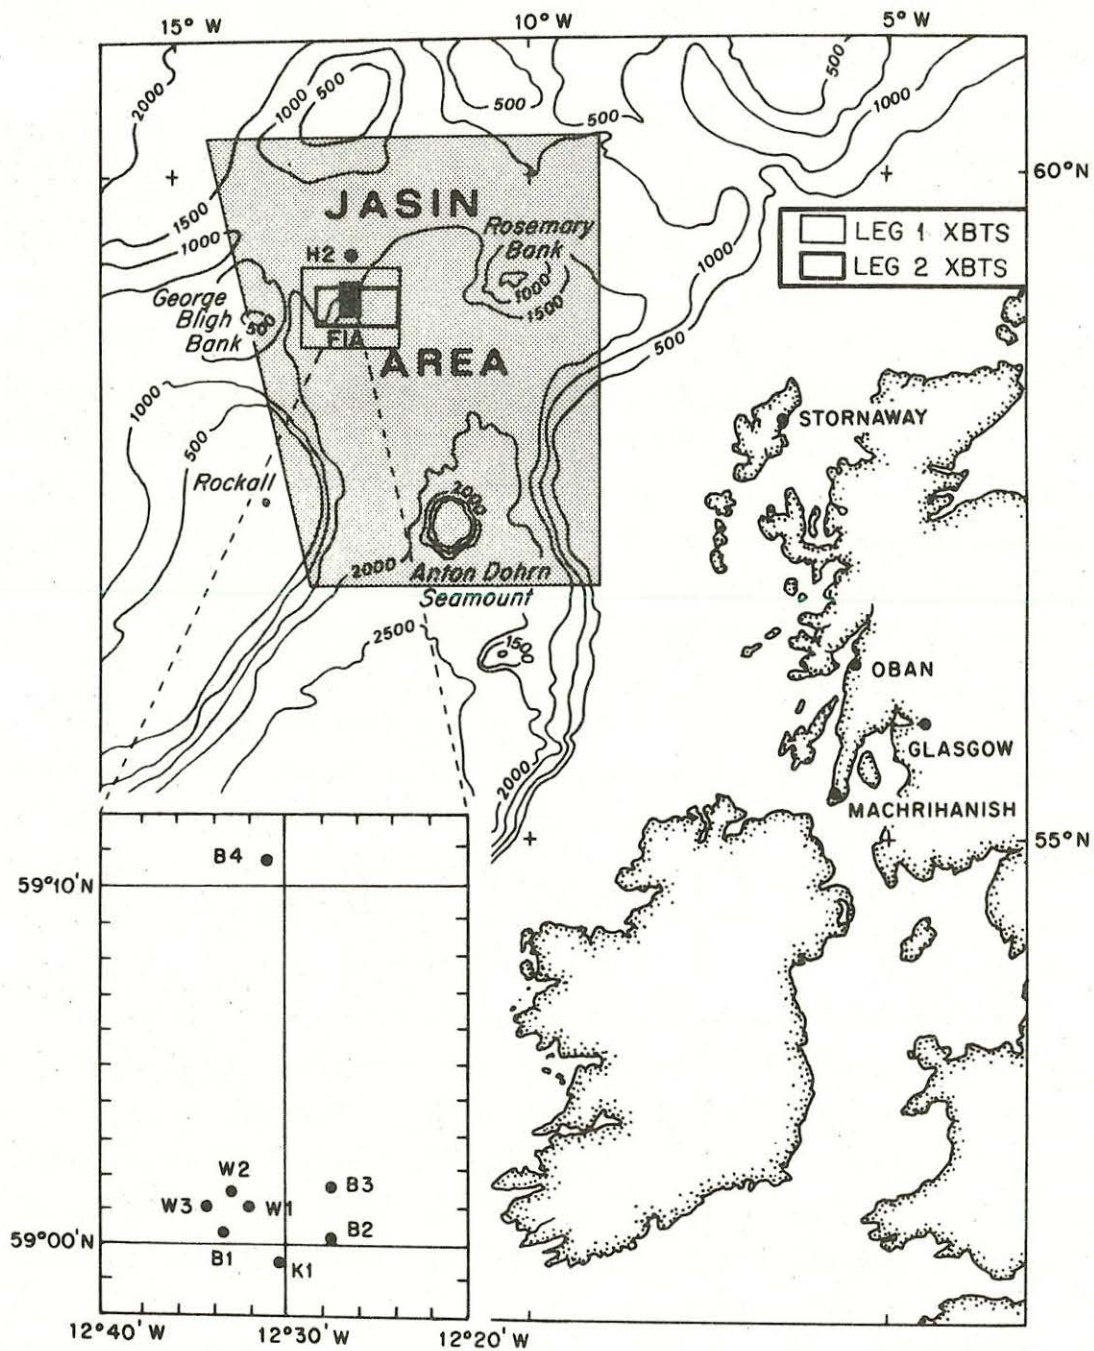 15° W
10° W
5° W
2000
1000
500
500
500
500
1000
60°N
1500
1000
JASIN
Rosemary
Bank
H2
1000
1500
1000
LEG 1 XBTS
LEG 2 XBTS
George
Bligh
Bank
500
FIA
AREA
500
1000
500
Rockall
STORNAWAY
2000
2000
Anton Dohrn
Seamount
2500
1500
OBAN
GLASGOW
2000
MACHRIHANISH
55°N
B4
59°10'N
W2
B3
W3
W1
B2
59°00'N
B1
K1
12°40'W
12°30'W
12°20'W